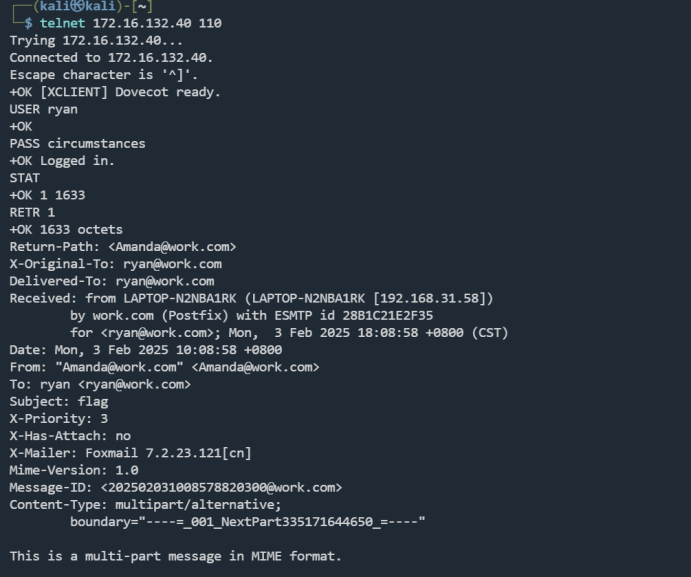 ┌──(kali㉿kali)-[~]
└─$ telnet 172.16.132.40 110
Trying 172.16.132.40...
Connected to 172.16.132.40.
Escape character is '^]'.
+OK [XCLIENT] Dovecot ready.
USER ryan
+OK
PASS circumstances
+OK Logged in.
STAT
+OK 1 1633
RETR 1
+OK 1633 octets
Return-Path: <Amanda@work.com>
X-Original-To: ryan@work.com
Delivered-To: ryan@work.com
Received: from LAPTOP-N2NBA1RK (LAPTOP-N2NBA1RK [192.168.31.58])
        by work.com (Postfix) with ESMTP id 28B1C21E2F35
        for <ryan@work.com>; Mon,  3 Feb 2025 18:08:58 +0800 (CST)
Date: Mon, 3 Feb 2025 10:08:58 +0800
From: "Amanda@work.com" <Amanda@work.com>
To: ryan <ryan@work.com>
Subject: flag
X-Priority: 3
X-Has-Attach: no
X-Mailer: Foxmail 7.2.23.121[cn]
Mime-Version: 1.0
Message-ID: <202502031008578820300@work.com>
Content-Type: multipart/alternative;
        boundary="----=_001_NextPart335171644650_=----"

This is a multi-part message in MIME format.